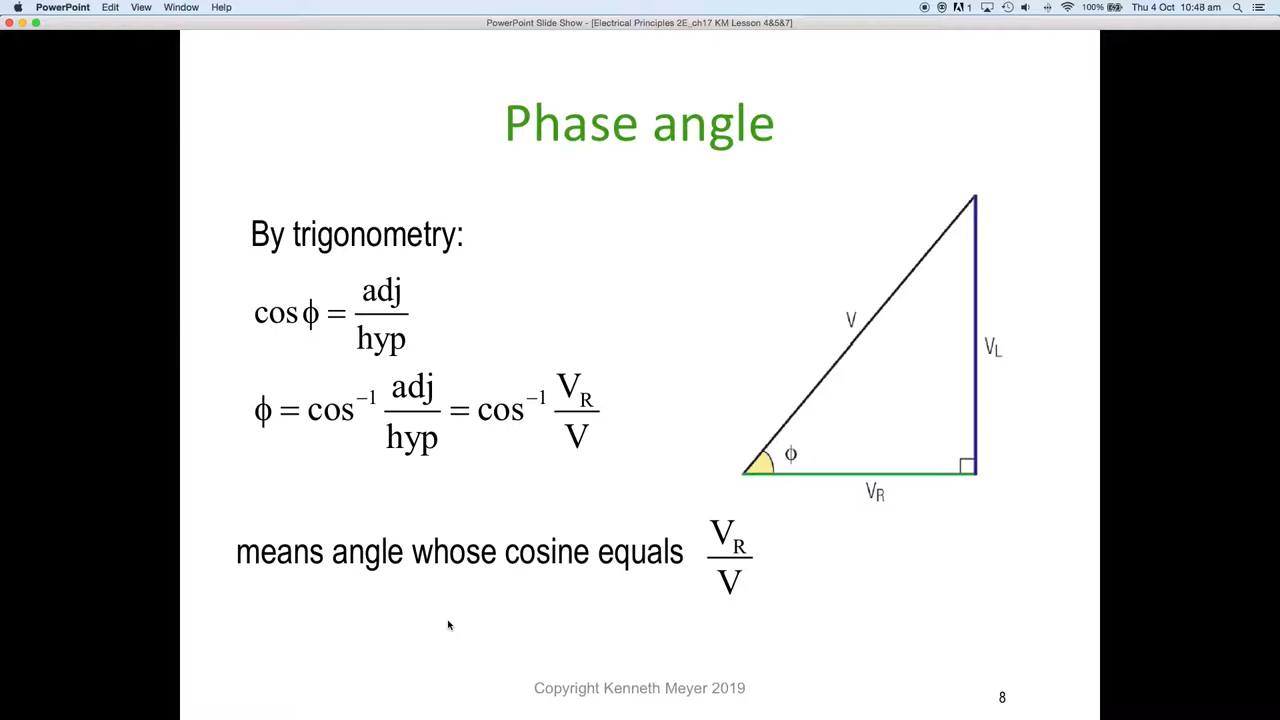 PowerPoint Edit View Window Help 1 100% Thu 4 Oct 10:48 am
PowerPoint Slide Show - [Electrical Principles 2E_ch17 KM Lesson 4&5&7]
Phase angle
By trigonometry:
cos ϕ = adj/hyp
ϕ = cos⁻¹ adj/hyp = cos⁻¹ V_R/V
means angle whose cosine equals V_R/V
V
V_L
ϕ
V_R
Copyright Kenneth Meyer 2019
8